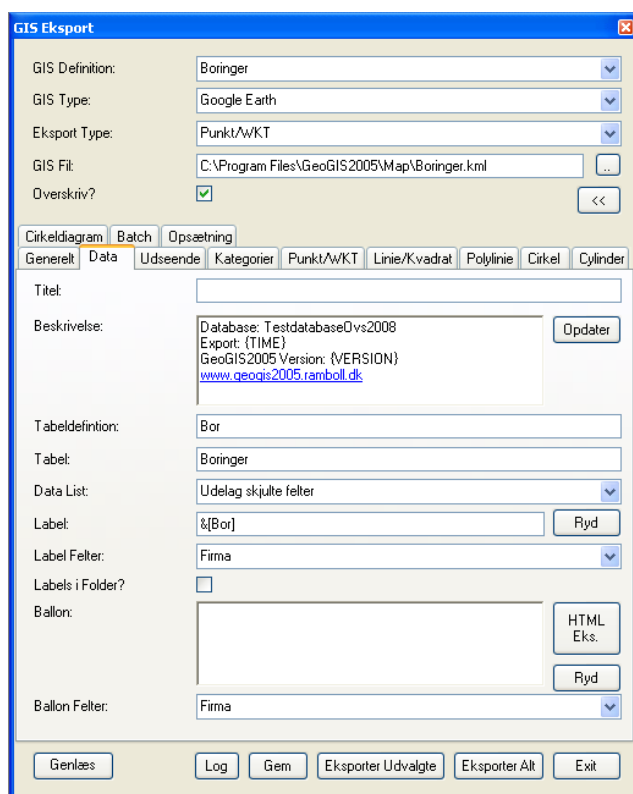 GIS Eksport
GIS Definition: Boringer
GIS Type: Google Earth
Eksport Type: Punkt/WKT
GIS Fil: C:\Program Files\GeoGIS2005\Map\Boringer.kml ..
Overskriv? <<
Cirkeldiagram Batch Opsætning
Generelt Data Udseende Kategorier Punkt/WKT Linie/Kvadrat Polylinie Cirkel Cylinder
Titel:
Beskrivelse: Database: TestdatabaseOvs2008 Opdater
Export: {TIME}
GeoGIS2005 Version: {VERSION}
www.geogis2005.ramboll.dk
Tabeldefintion: Bor
Tabel: Boringer
Data List: Udelag skjulte felter
Label: &[Bor] Ryd
Label Felter: Firma
Labels i Folder?
Ballon: HTML
Eks.
Ryd
Ballon Felter: Firma
Genlæs Log Gem Eksporter Udvalgte Eksporter Alt Exit